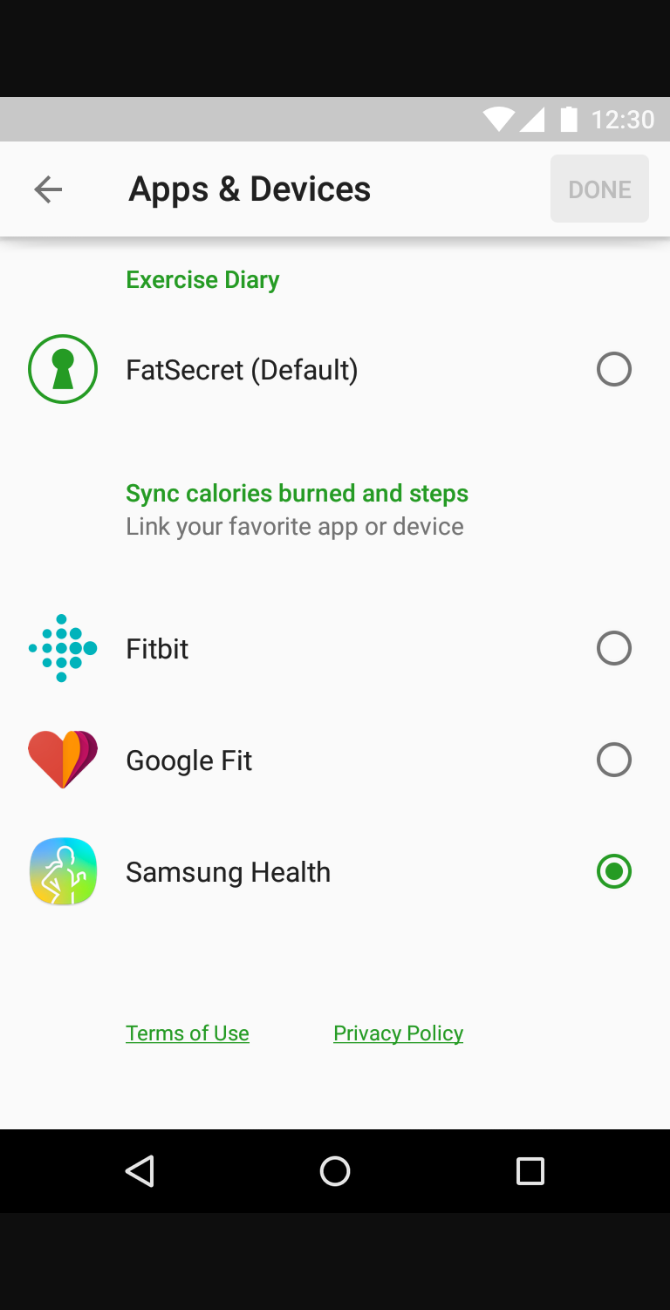 12:30
Apps & Devices
DONE
Exercise Diary
FatSecret (Default)
Sync calories burned and steps
Link your favorite app or device
Fitbit
Google Fit
Samsung Health
Terms of Use
Privacy Policy